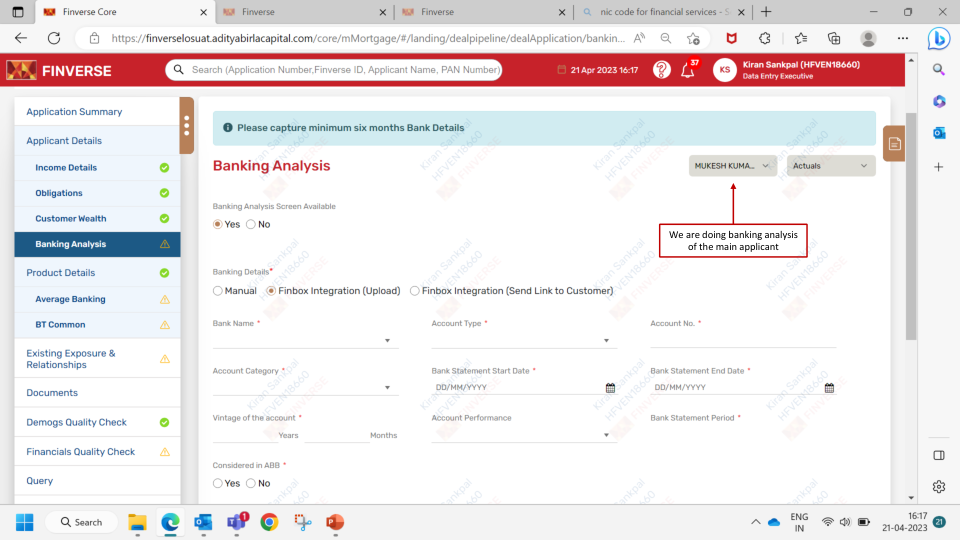 Finverse Core
Finverse
Finverse
nic code for financial services - S
https://finverselosuat.adityabirlacapital.com/core/mMortgage/#/landing/dealpipeline/dealApplication/bankin...
FINVERSE
Search (Application Number,Finverse ID, Applicant Name, PAN Number)
21 Apr 2023 16:17
37
KS
Kiran Sankpal (HFVEN18660)
Data Entry Executive
Application Summary
Applicant Details
Income Details
Obligations
Customer Wealth
Banking Analysis
Product Details
Average Banking
BT Common
Existing Exposure &
Relationships
Documents
Demogs Quality Check
Financials Quality Check
Query
Please capture minimum six months Bank Details
Banking Analysis
MUKESH KUMA...
Actuals
We are doing banking analysis
of the main applicant
Banking Analysis Screen Available
Yes No
Banking Details*
Manual Finbox Integration (Upload) Finbox Integration (Send Link to Customer)
Bank Name * Account Type * Account No. *
Account Category * Bank Statement Start Date * Bank Statement End Date *
DD/MM/YYYY DD/MM/YYYY
Vintage of the account * Account Performance Bank Statement Period *
Years Months
Considered in ABB *
Yes No
Kiran Sankpal
HFVEN18660
FINVERSE
Search
1
ENG
IN
16:17
21-04-2023
21